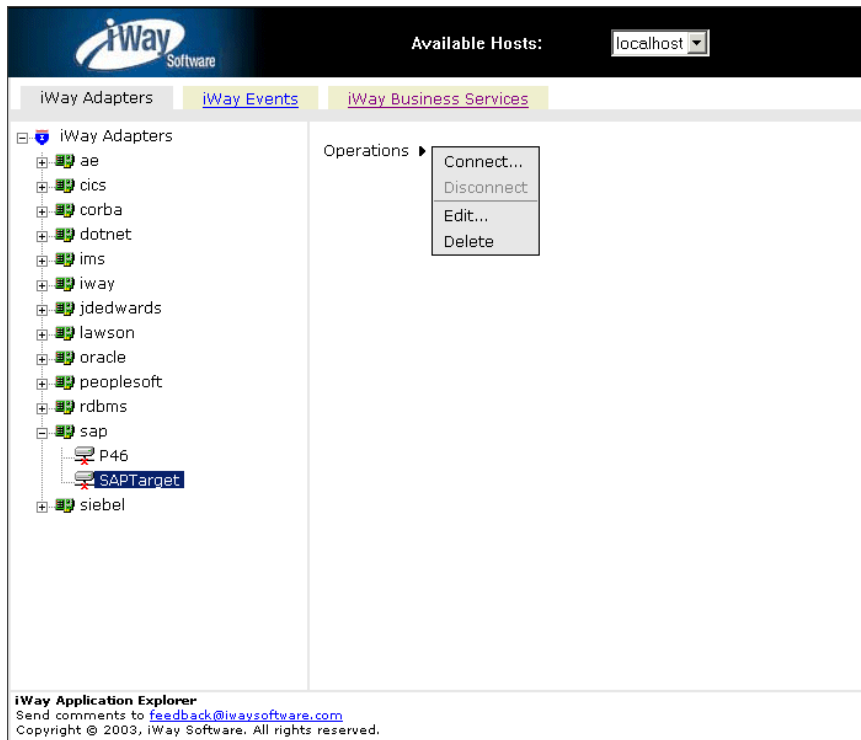 iWay
Software
Available Hosts:
localhost
iWay Adapters
iWay Events
iWay Business Services
iWay Adapters
ae
cics
corba
dotnet
ims
iway
jdedwards
lawson
oracle
peoplesoft
rdbms
sap
P46
SAPTarget
siebel
Operations
Connect...
Disconnect
Edit...
Delete
iWay Application Explorer
Send comments to feedback@iwaysoftware.com
Copyright © 2003, iWay Software. All rights reserved.